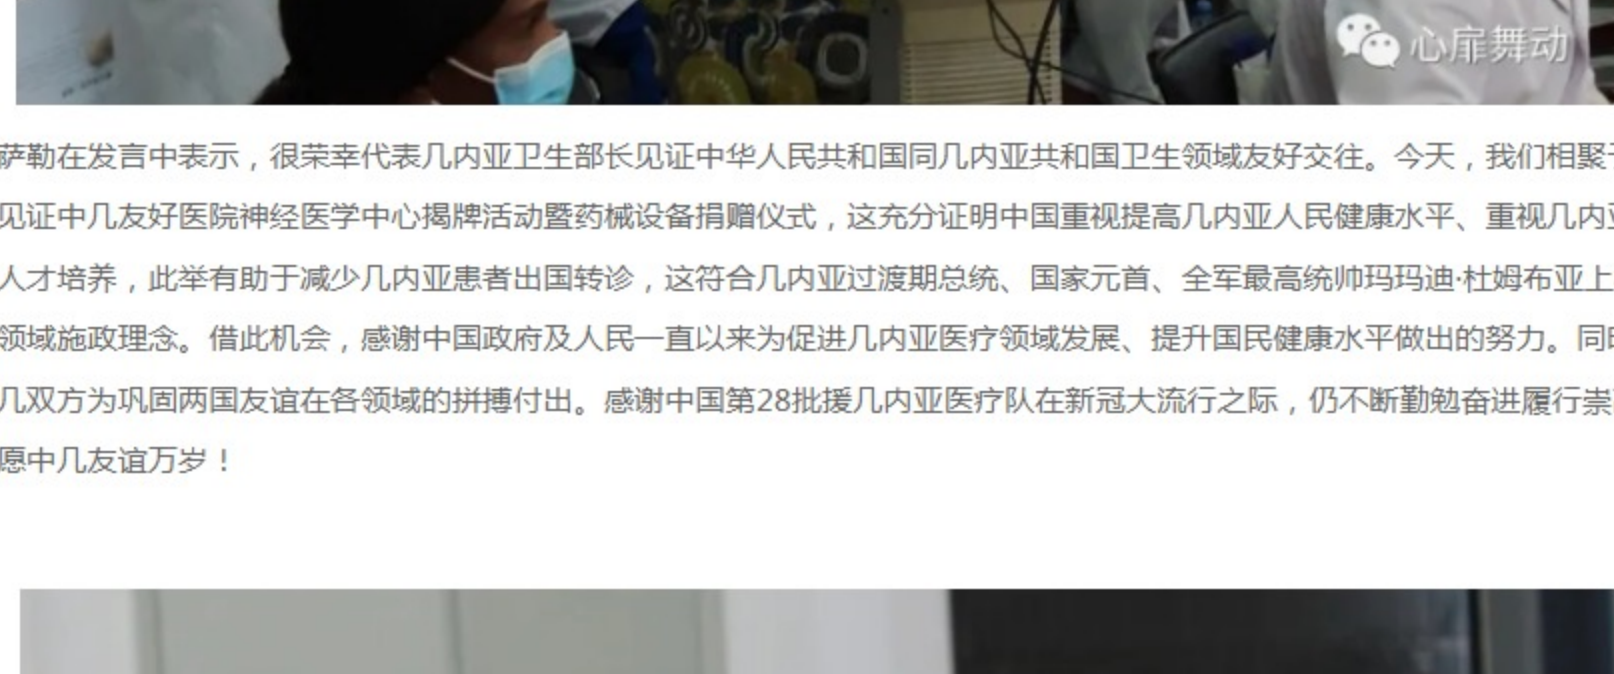 心扉舞动
萨勒在发言中表示，很荣幸代表几内亚卫生部长见证中华人民共和国同几内亚共和国卫生领域友好交往。今天，我们相聚
见证中几友好医院神经医学中心揭牌活动暨药械设备捐赠仪式，这充分证明中国重视提高几内亚人民健康水平、重视几内亚
人才培养，此举有助于减少几内亚患者出国转诊，这符合几内亚过渡期总统、国家元首、全军最高统帅玛玛迪·杜姆布亚上
领域施政理念。借此机会，感谢中国政府及人民一直以来为促进几内亚医疗领域发展、提升国民健康水平做出的努力。同
几双方为巩固两国友谊在各领域的拼搏付出。感谢中国第28批援几内亚医疗队在新冠大流行之际，仍不断勤勉奋进履行崇
愿中几友谊万岁！